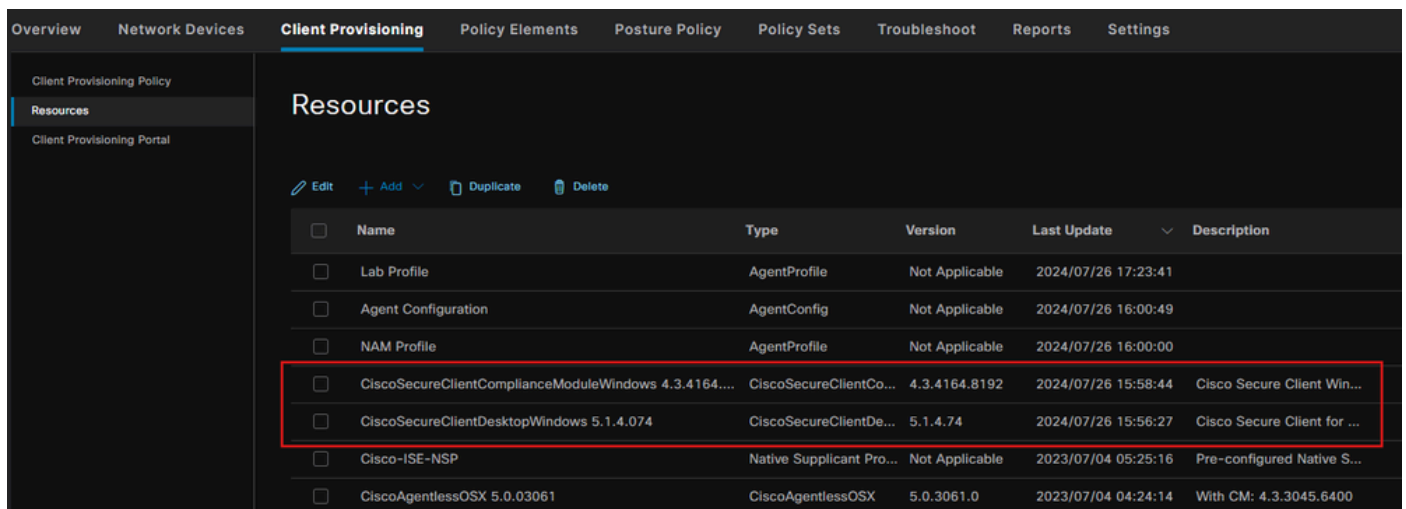 Overview Network Devices Client Provisioning Policy Elements Posture Policy Policy Sets Troubleshoot Reports Settings
Client Provisioning Policy
Resources
Client Provisioning Portal
Resources
Edit Add Duplicate Delete
Name Type Version Last Update Description
Lab Profile AgentProfile Not Applicable 2024/07/26 17:23:41
Agent Configuration AgentConfig Not Applicable 2024/07/26 16:00:49
NAM Profile AgentProfile Not Applicable 2024/07/26 16:00:00
CiscoSecureClientComplianceModuleWindows 4.3.4164.... CiscoSecureClientCo... 4.3.4164.8192 2024/07/26 15:58:44 Cisco Secure Client Win...
CiscoSecureClientDesktopWindows 5.1.4.074 CiscoSecureClientDe... 5.1.4.74 2024/07/26 15:56:27 Cisco Secure Client for ...
Cisco-ISE-NSP Native Supplicant Pro... Not Applicable 2023/07/04 05:25:16 Pre-configured Native S...
CiscoAgentlessOSX 5.0.03061 CiscoAgentlessOSX 5.0.3061.0 2023/07/04 04:24:14 With CM: 4.3.3045.6400